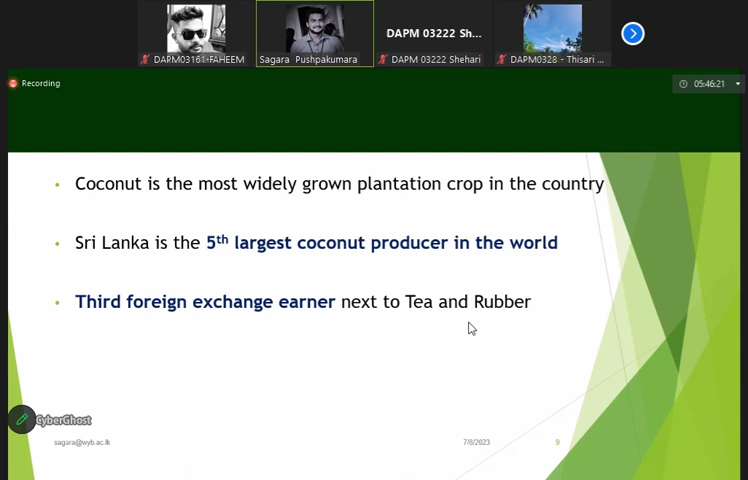 DAPM 03222 Sh...
DARM03161-FAHEEM
Sagara Pushpakumara
DAPM 03222 Shehari
DAPM0328 - Thisari ...
Recording
05:46:21
• Coconut is the most widely grown plantation crop in the country
• Sri Lanka is the 5th largest coconut producer in the world
• Third foreign exchange earner next to Tea and Rubber
CyberGhost
sagara@wyb.ac.lk
7/8/2023
9